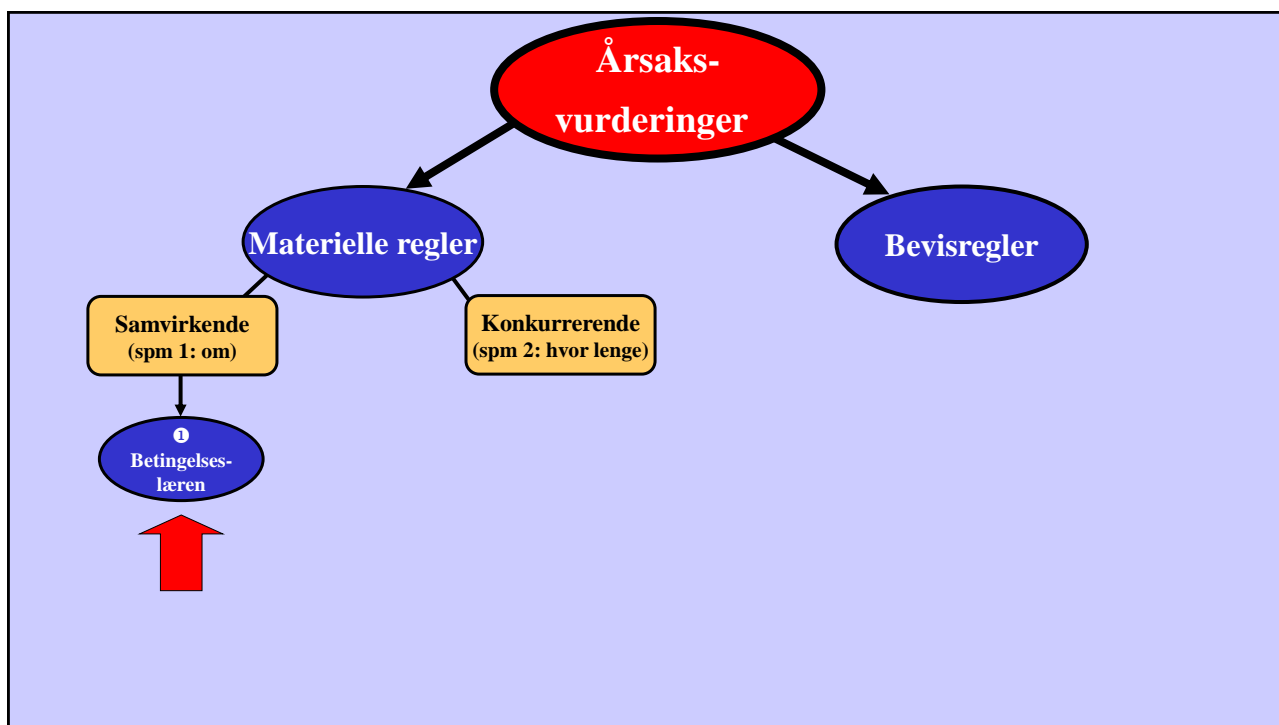 Årsaks-
vurderinger
Materielle regler
Bevisregler
Samvirkende
(spm 1: om)
Konkurrerende
(spm 2: hvor lenge)
❶
Betingelses-
læren